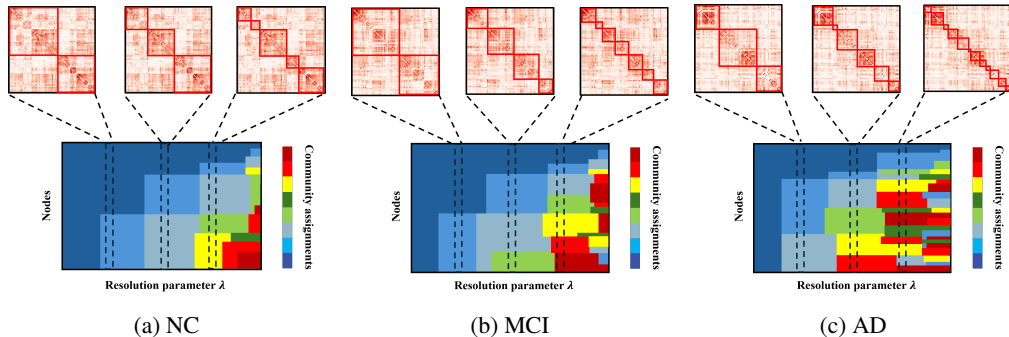 Nodes
Community assignments
Resolution parameter λ
(a) NC
Nodes
Community assignments
Resolution parameter λ
(b) MCI
Nodes
Community assignments
Resolution parameter λ
(c) AD